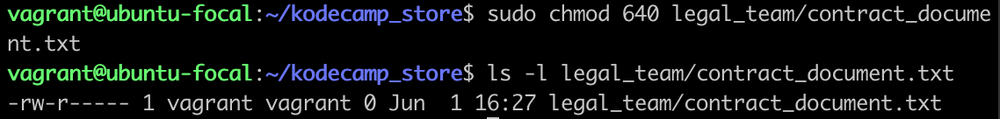 vagrant@ubuntu-focal:~/kodecamp_store$ sudo chmod 640 legal_team/contract_docume
nt.txt
vagrant@ubuntu-focal:~/kodecamp_store$ ls -l legal_team/contract_document.txt
-rw-r----- 1 vagrant vagrant 0 Jun  1 16:27 legal_team/contract_document.txt